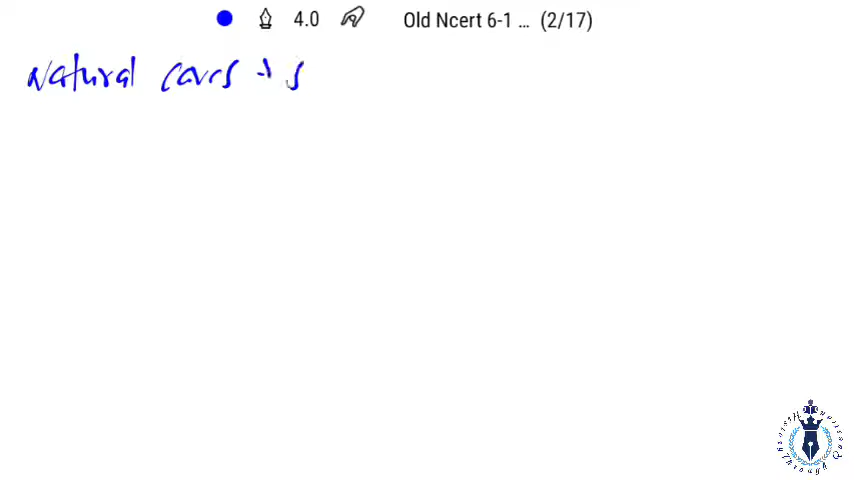 4.0 Old Ncert 6-1 ... (2/17)
Natural caves → s